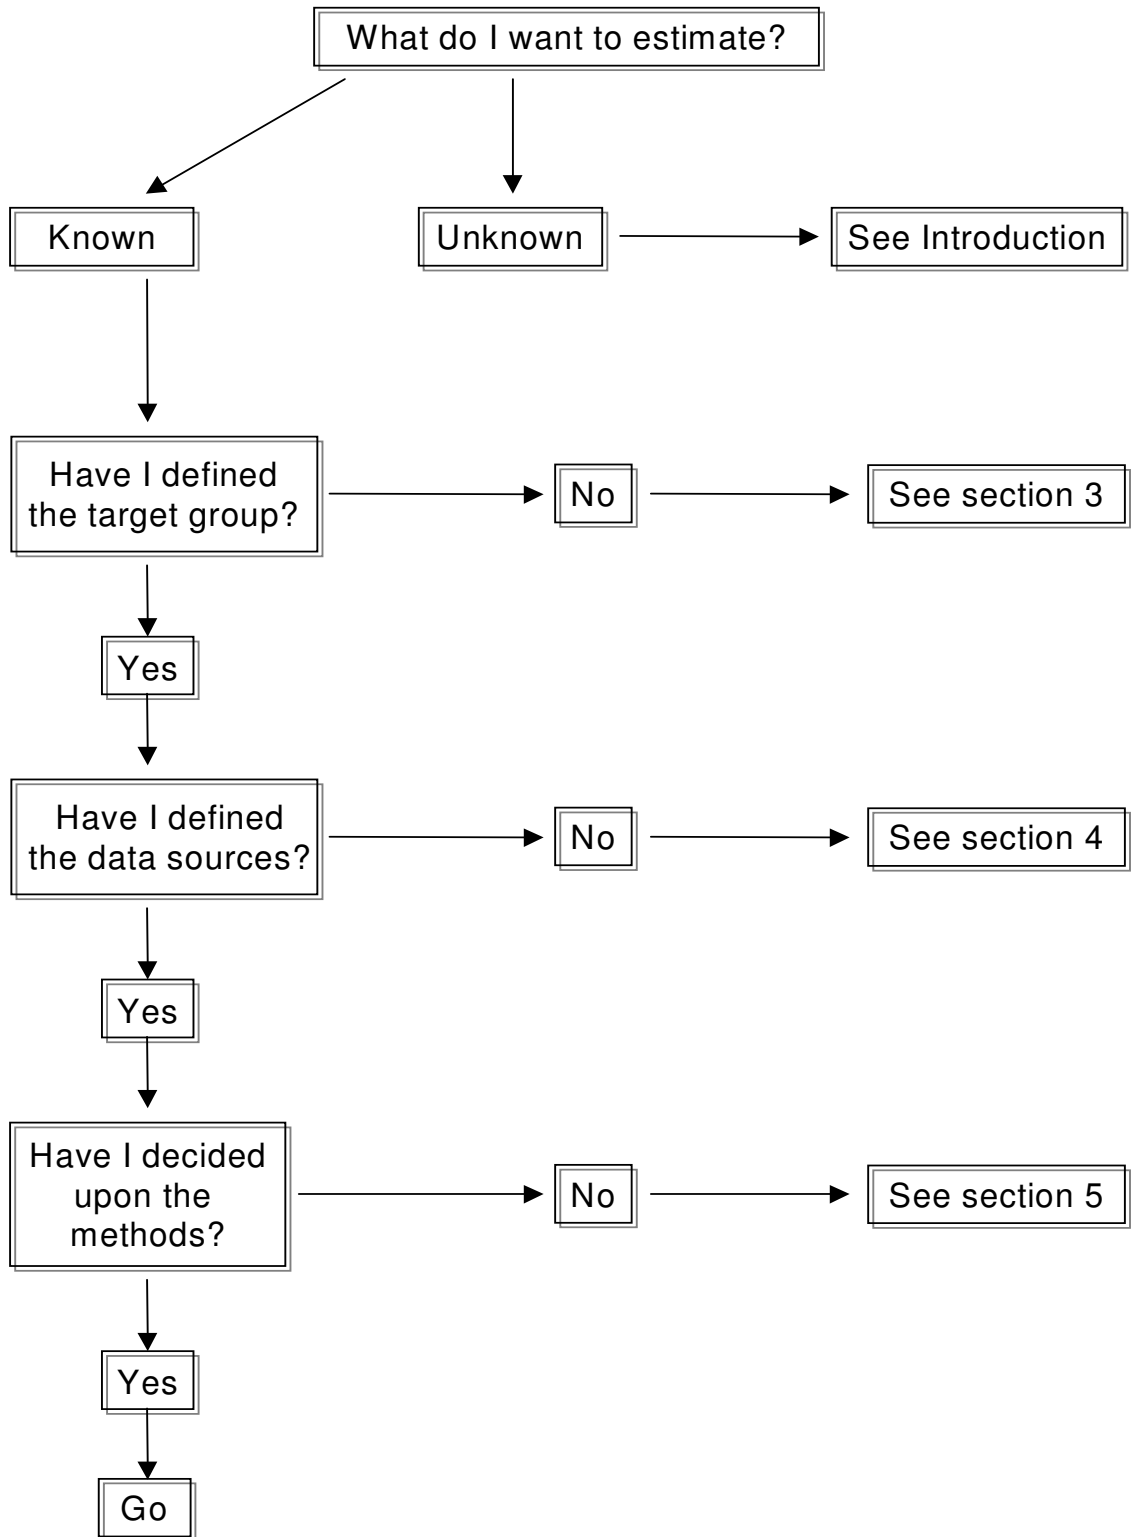 What do I want to estimate?
Known
Unknown
See Introduction
Have I defined
the target group?
No
See section 3
Yes
Have I defined
the data sources?
No
See section 4
Yes
Have I decided
upon the
methods?
No
See section 5
Yes
Go